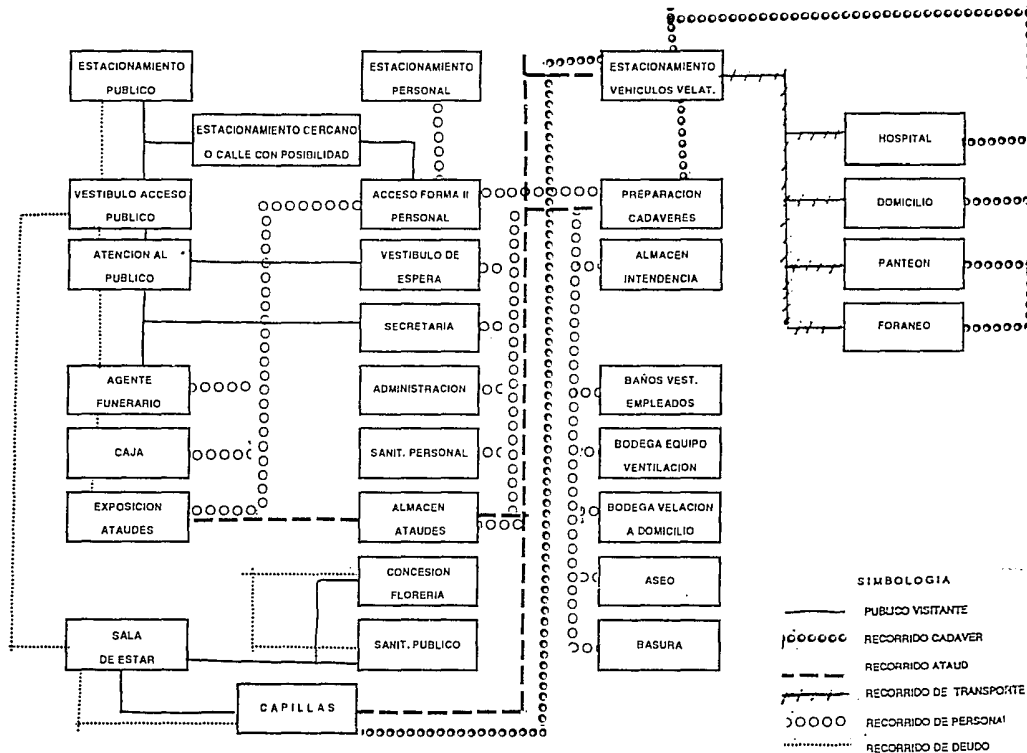 ESTACIONAMIENTO
PUBLICO
ESTACIONAMIENTO
PERSONAL
ESTACIONAMIENTO
VEHICULOS VELAT.
ESTACIONAMIENTO CERCANO
O CALLE CON POSIBILIDAD
HOSPITAL
VESTIBULO ACCESO
PUBLICO
ACCESO FORMA II
PERSONAL
PREPARACION
CADAVERES
DOMICILIO
ATENCION AL
PUBLICO
VESTIBULO DE
ESPERA
ALMACEN
INTENDENCIA
PANTEON
SECRETARIA
FORANEO
AGENTE
FUNERARIO
ADMINISTRACION
BAÑOS VEST.
EMPLEADOS
CAJA
SANIT. PERSONAL
BODEGA EQUIPO
VENTILACION
EXPOSICION
ATAUDES
ALMACEN
ATAUDES
BODEGA VELACION
A DOMICILIO
CONCESION
FLORERIA
ASEO
SALA
DE ESTAR
SANIT. PUBLICO
BASURA
CAPILLAS
SIMBOLOGIA
PUBLICO VISITANTE
RECORRIDO CADAVER
RECORRIDO ATAUD
RECORRIDO DE TRANSPORTE
RECORRIDO DE PERSONAL
RECORRIDO DE DEUDO